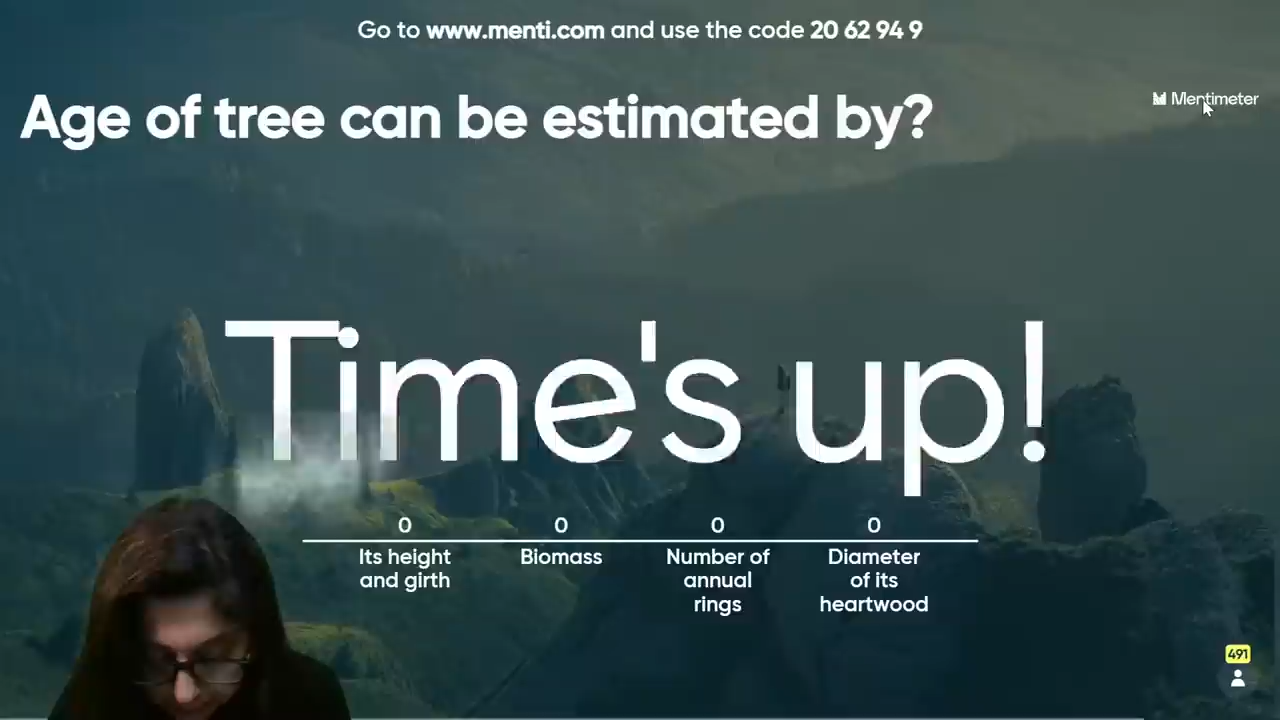 Go to www.menti.com and use the code 20 62 94 9
Age of tree can be estimated by?
Mentimeter
Time's up!
0 0 0 0
Its height and girth
Biomass
Number of annual rings
Diameter of its heartwood
491